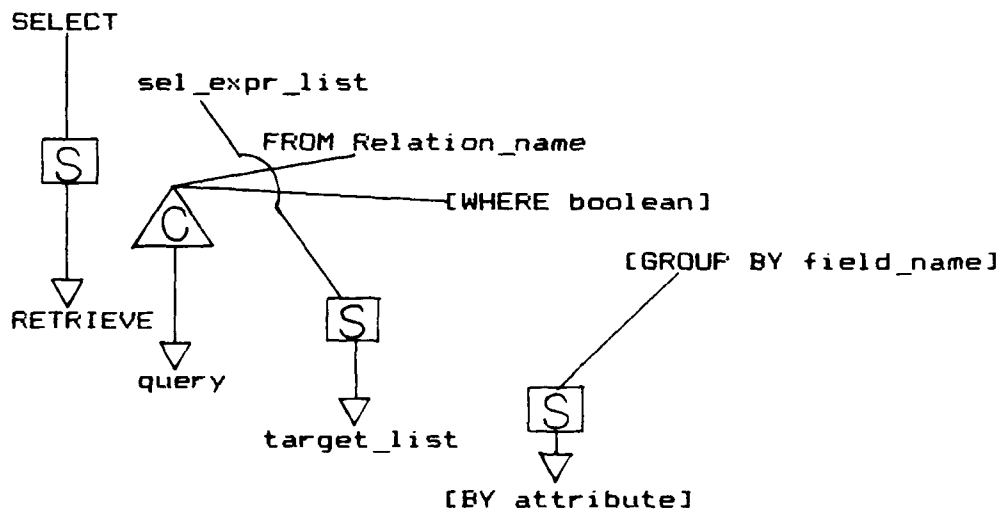 SELECT
sel_expr_list
FROM Relation_name
S
[WHERE boolean]
C
[GROUP BY field_name]
RETRIEVE
S
query
S
target_list
[BY attribute]